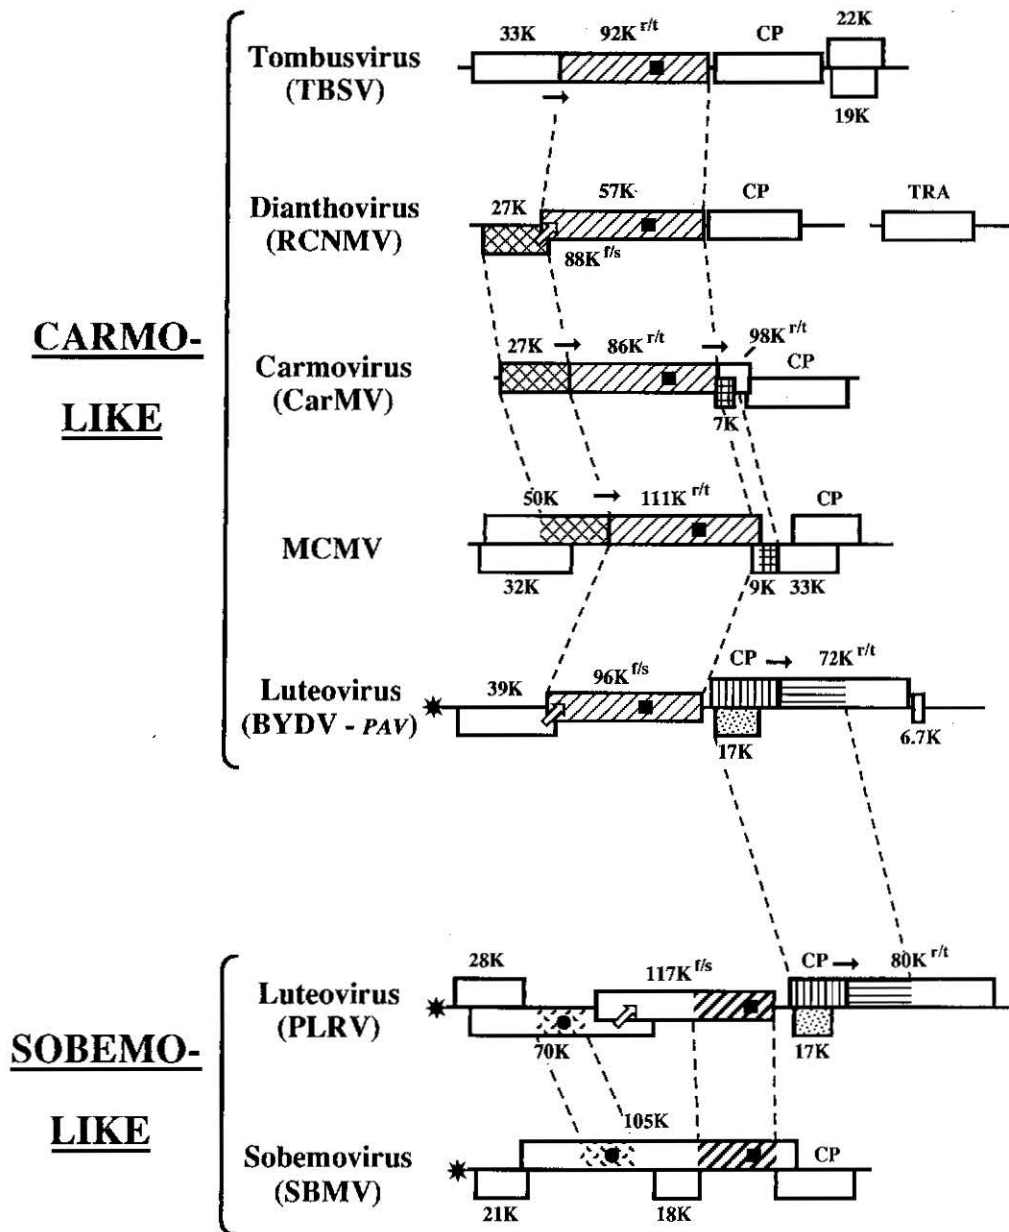 33K 92K r/t CP 22K
Tombusvirus
(TBSV)
19K
27K 57K CP TRA
Dianthovirus
(RCNMV)
88K f/s
CARMO-
LIKE
27K 86K r/t 98K r/t
CP
Carmovirus
(CarMV)
7K
50K 111K r/t CP
MCMV
32K 9K 33K
CP 72K r/t
39K 96K f/s
Luteovirus
(BYDV - PAV)
17K 6.7K
28K 117K f/s CP 80K r/t
Luteovirus
(PLRV)
70K 17K
SOBEMO-
LIKE
105K
Sobemovirus CP
(SBMV)
21K 18K